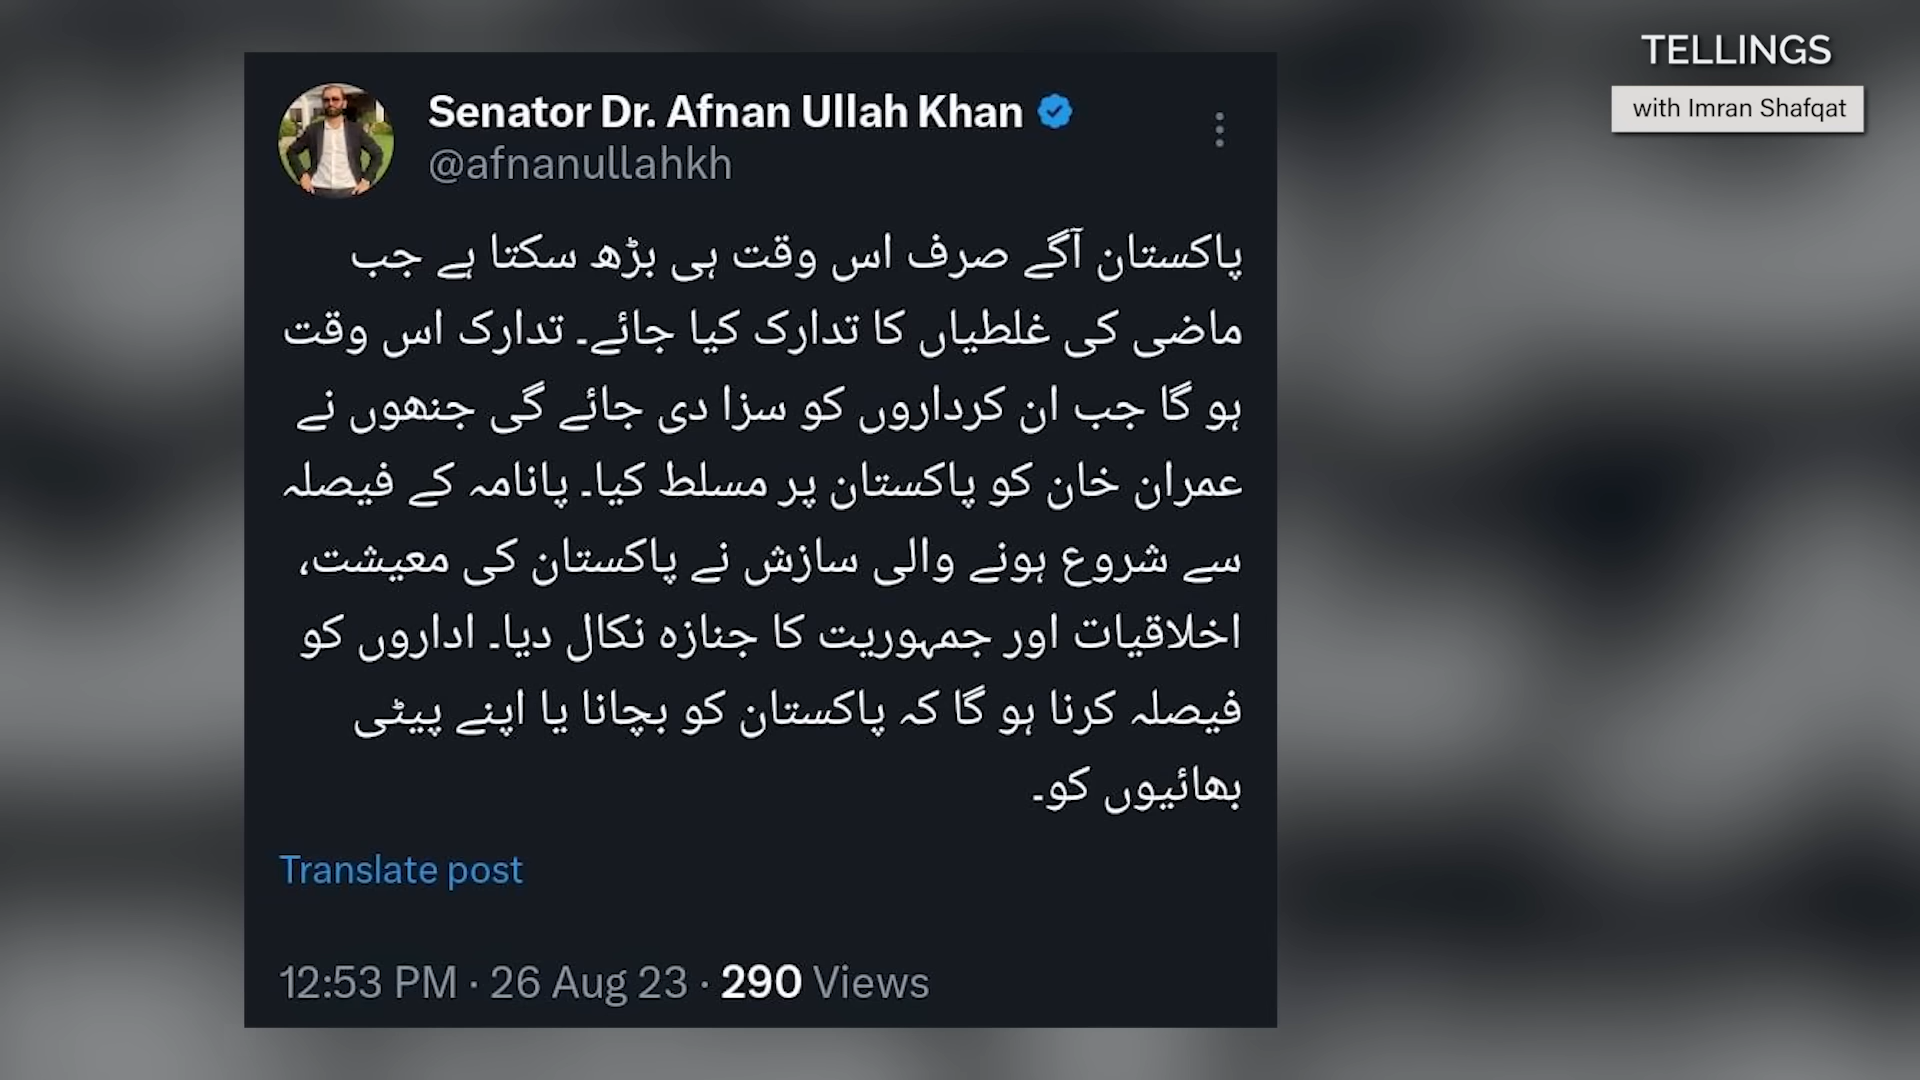 TELLINGS
with Imran Shafqat
Senator Dr. Afnan Ullah Khan
@afnanullahkh
پاکستان آگے صرف اس وقت ہی بڑھ سکتا ہے جب
ماضی کی غلطیاں کا تدارک کیا جائے۔ تدارک اس وقت
ہو گا جب ان کرداروں کو سزا دی جائے گی جنھوں نے
عمران خان کو پاکستان پر مسلط کیا۔ پانامہ کے فیصلہ
سے شروع ہونے والی سازش نے پاکستان کی معیشت،
اخلاقیات اور جمہوریت کا جنازہ نکال دیا۔ اداروں کو
فیصلہ کرنا ہو گا کہ پاکستان کو بچانا یا اپنے پیٹی
بھائیوں کو۔
Translate post
12:53 PM · 26 Aug 23 · 290 Views